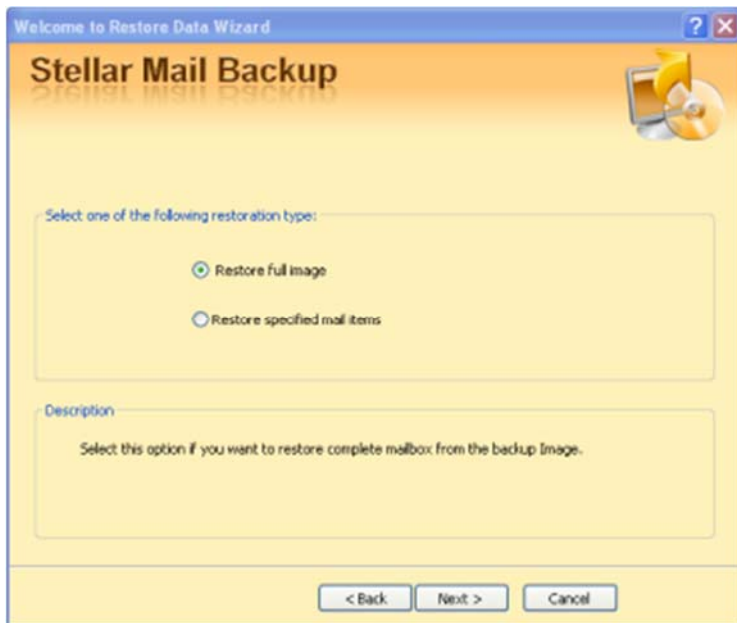 Welcome to Restore Data Wizard
Stellar Mail Backup
Select one of the following restoration type:
Restore full image
Restore specified mail items
Description
Select this option if you want to restore complete mailbox from the backup Image.
< Back Next > Cancel